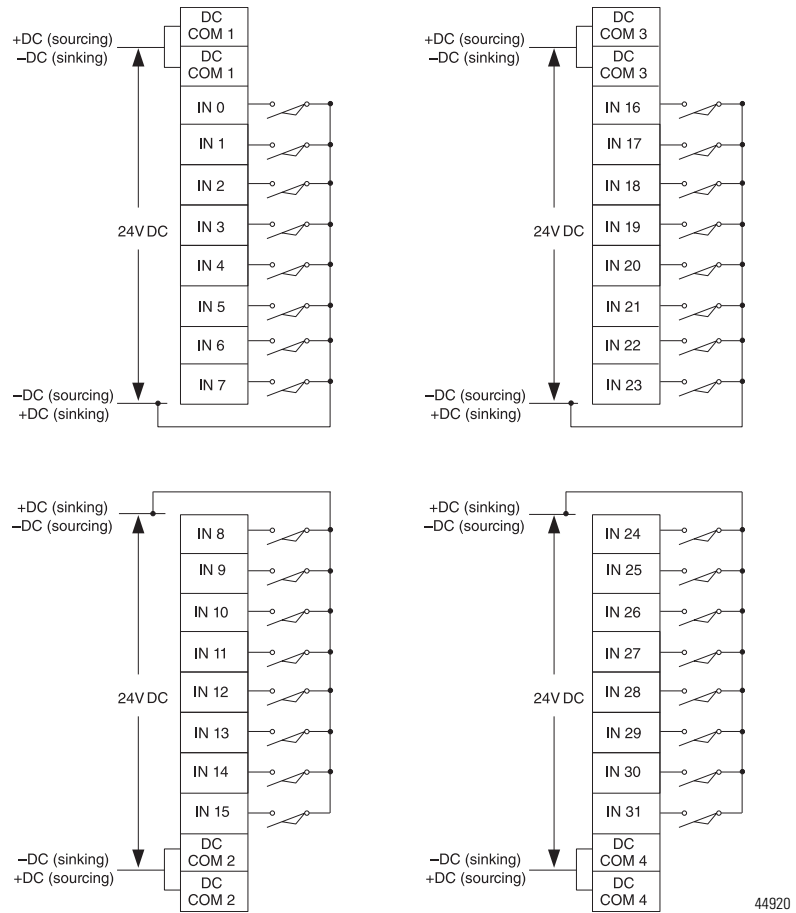 +DC (sourcing)
–DC (sinking)
DC
COM 1
DC
COM 1
IN 0
IN 1
IN 2
IN 3
24V DC
IN 4
IN 5
IN 6
IN 7
–DC (sourcing)
+DC (sinking)
+DC (sourcing)
–DC (sinking)
DC
COM 3
DC
COM 3
IN 16
IN 17
IN 18
IN 19
24V DC
IN 20
IN 21
IN 22
IN 23
–DC (sourcing)
+DC (sinking)
+DC (sinking)
–DC (sourcing)
IN 8
IN 9
IN 10
IN 11
24V DC
IN 12
IN 13
IN 14
IN 15
DC
COM 2
DC
COM 2
–DC (sinking)
+DC (sourcing)
+DC (sinking)
–DC (sourcing)
IN 24
IN 25
IN 26
IN 27
24V DC
IN 28
IN 29
IN 30
IN 31
DC
COM 4
DC
COM 4
–DC (sinking)
+DC (sourcing)
44920